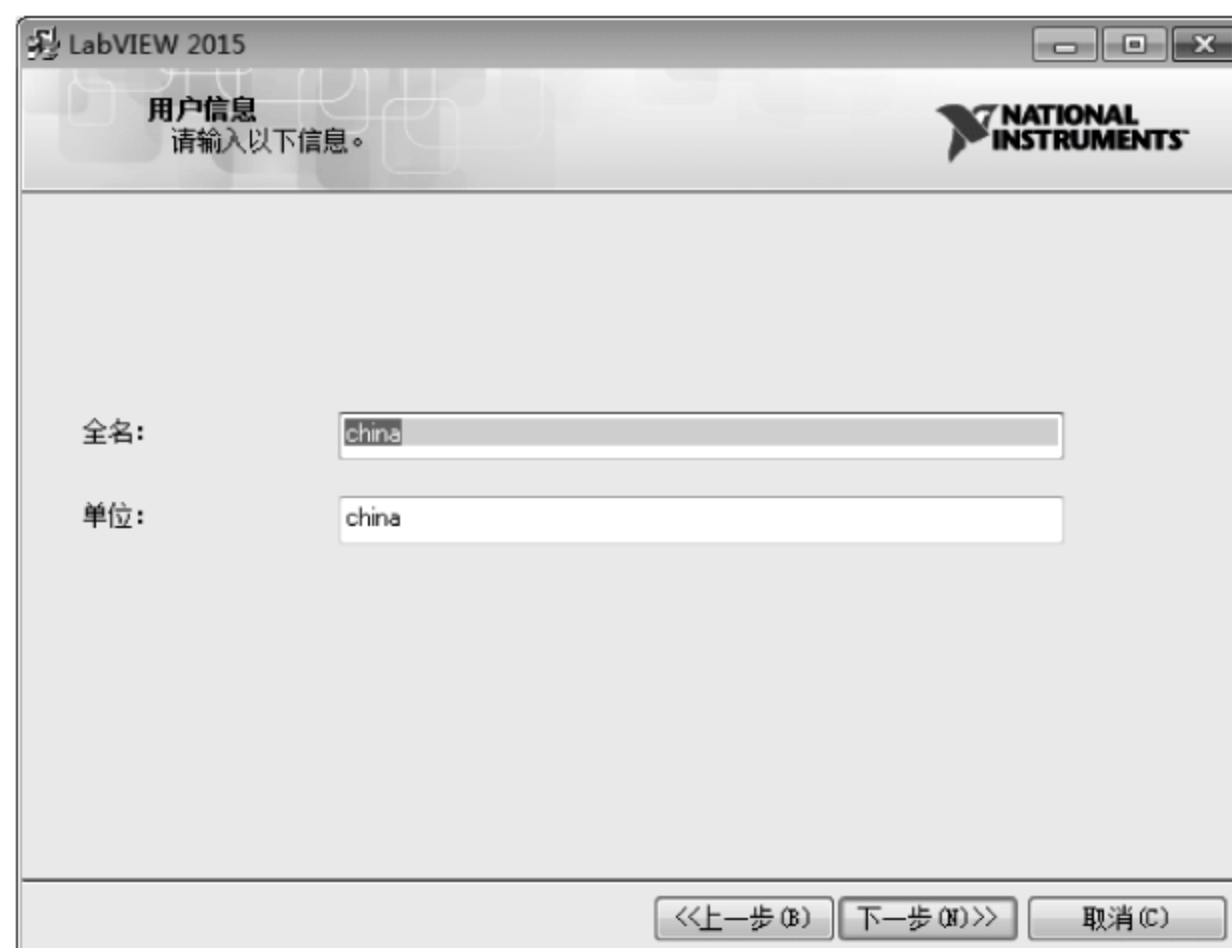 LabVIEW 2015
用户信息
请输入以下信息。
NATIONAL
INSTRUMENTS™
全名：
china
单位：
china
<<上一步(B)
下一步(N)>>
取消(C)